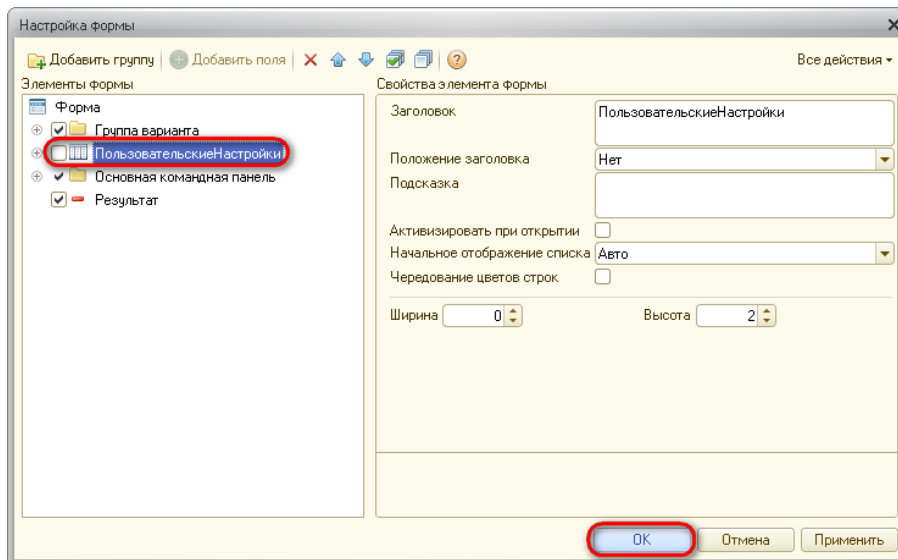 Настройка формы
Добавить группу Добавить поля Все действия
Элементы формы Свойства элемента формы
Форма
Группа варианта
ПользовательскиеНастройки
Основная командная панель
Результат
Заголовок ПользовательскиеНастройки
Положение заголовка Нет
Подсказка
Активизировать при открытии
Начальное отображение списка Авто
Чередование цветов строк
Ширина 0 Высота 2
ОК Отмена Применить